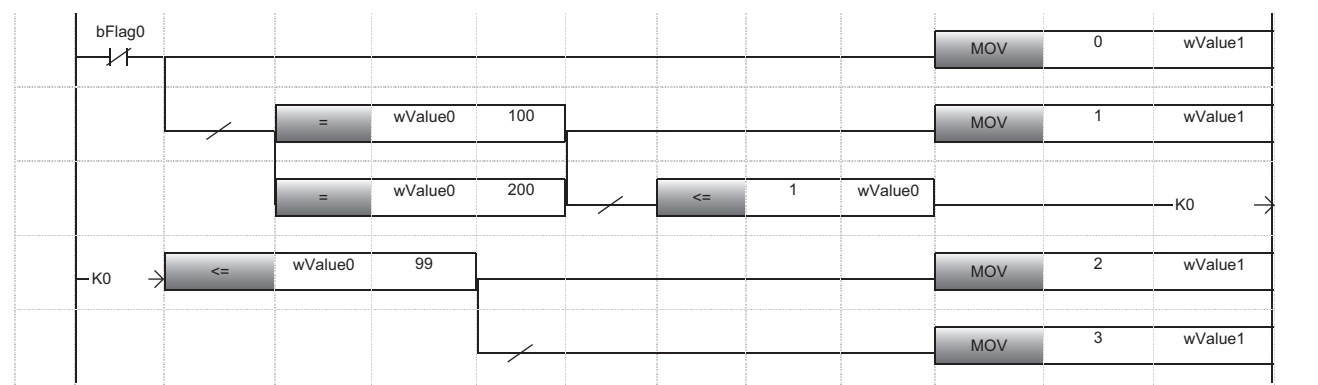 bFlag0
MOV 0 wValue1
= wValue0 100 MOV 1 wValue1
= wValue0 200 <= 1 wValue0 K0
K0 <= wValue0 99 MOV 2 wValue1
MOV 3 wValue1